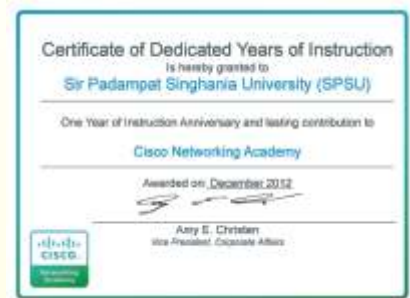 Certificate of Dedicated Years of Instruction
Is hereby granted to
Sir Padampat Singhania University (SPSU)
One Year of Instruction Anniversary and lasting contribution to
Cisco Networking Academy
Awarded on: December 2012
Amy E. Christen
Vice President, Corporate Affairs
CISCO
Networking
Academy